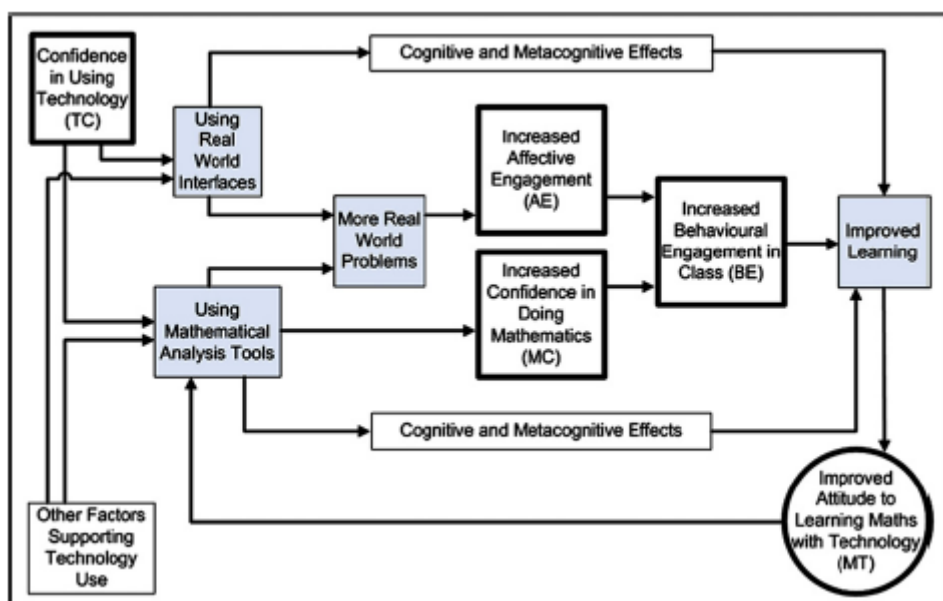 Confidence
in Using
Technology
(TC)
Cognitive and Metacognitive Effects
Using
Real
World
Interfaces
Increased
Affective
Engagement
(AE)
More Real
World
Problems
Increased
Behavioural
Engagement in
Class (BE)
Improved
Learning
Using
Mathematical
Analysis Tools
Increased
Confidence in
Doing
Mathematics
(MC)
Cognitive and Metacognitive Effects
Other Factors
Supporting
Technology
Use
Improved
Attitude to
Learning Maths
with Technology
(MT)